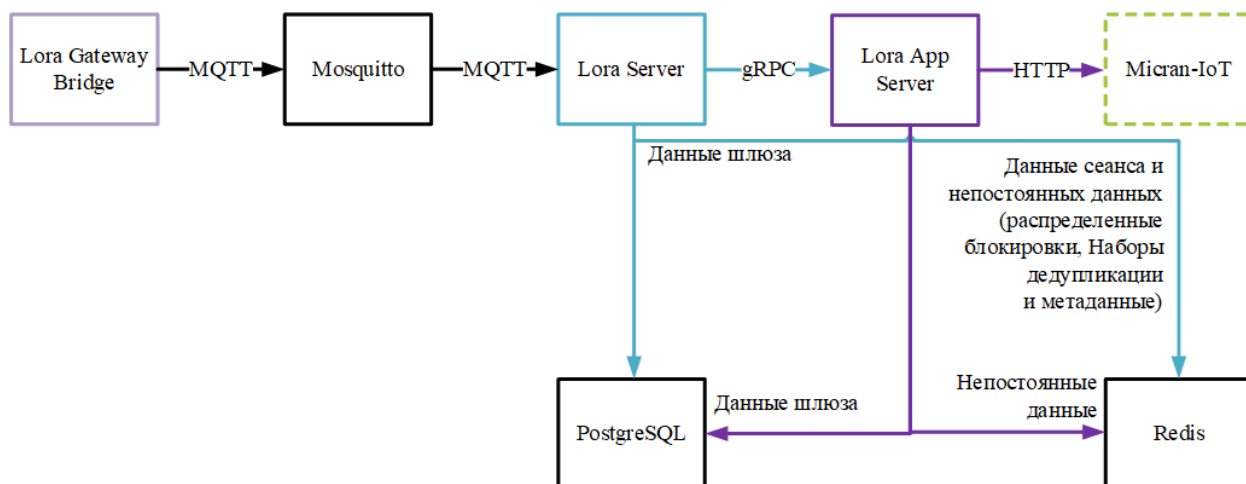 Lora Gateway
Bridge
MQTT
Mosquitto
MQTT
Lora Server
gRPC
Lora App
Server
HTTP
Micran-IoT
Данные шлюза
Данные сеанса и
непостоянных данных
(распределенные
блокировки, Наборы
дедупликации
и метаданные)
PostgreSQL
Данные шлюза
Непостоянные
данные
Redis